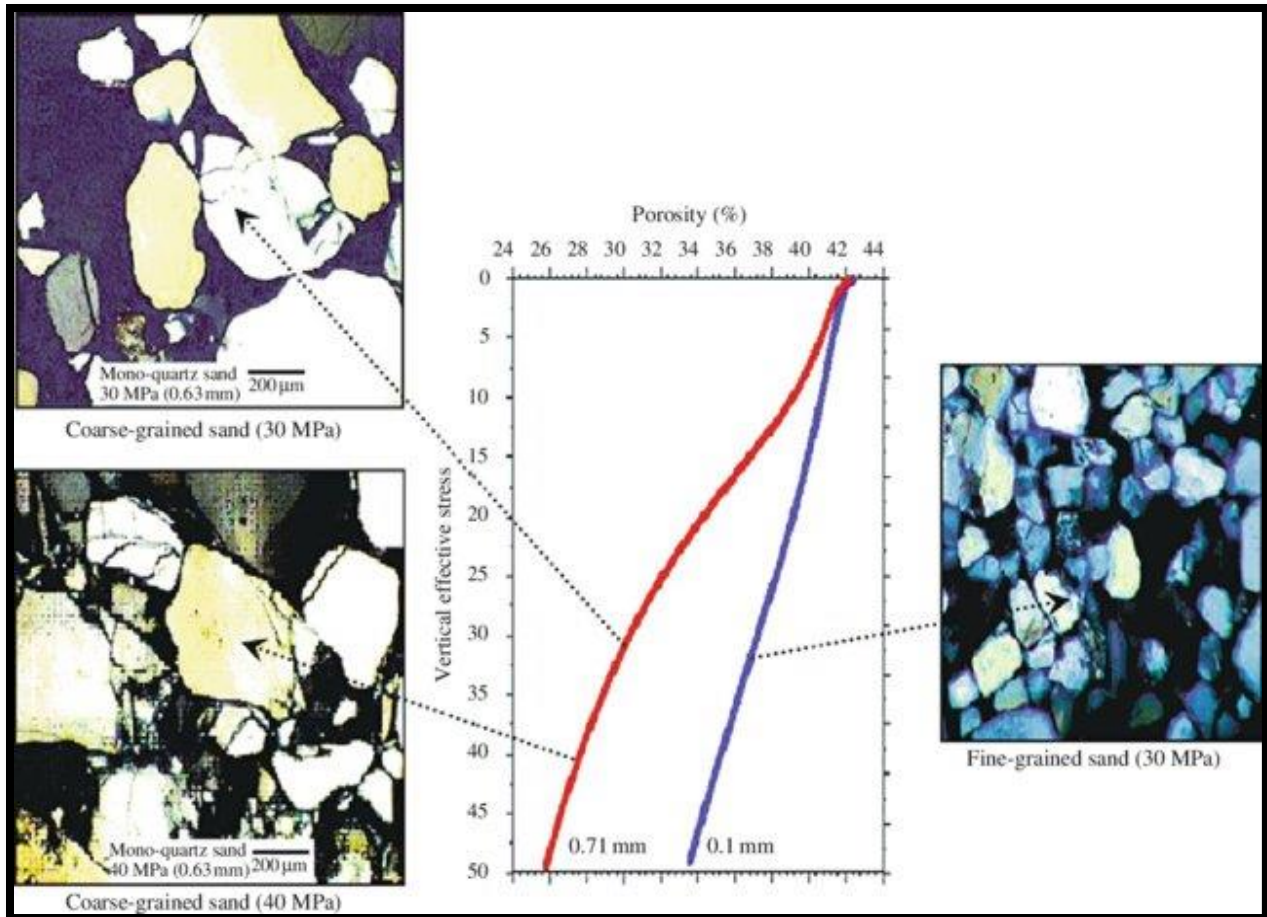 Mono-quartz sand
30 MPa (0.63 mm)
200 µm
Coarse-grained sand (30 MPa)
Mono-quartz sand
40 MPa (0.63 mm)
200 µm
Coarse-grained sand (40 MPa)
Porosity (%)
24 26 28 30 32 34 36 38 40 42 44
Vertical effective stress
0
5
10
15
20
25
30
35
40
45
50
0.71 mm
0.1 mm
Fine-grained sand (30 MPa)